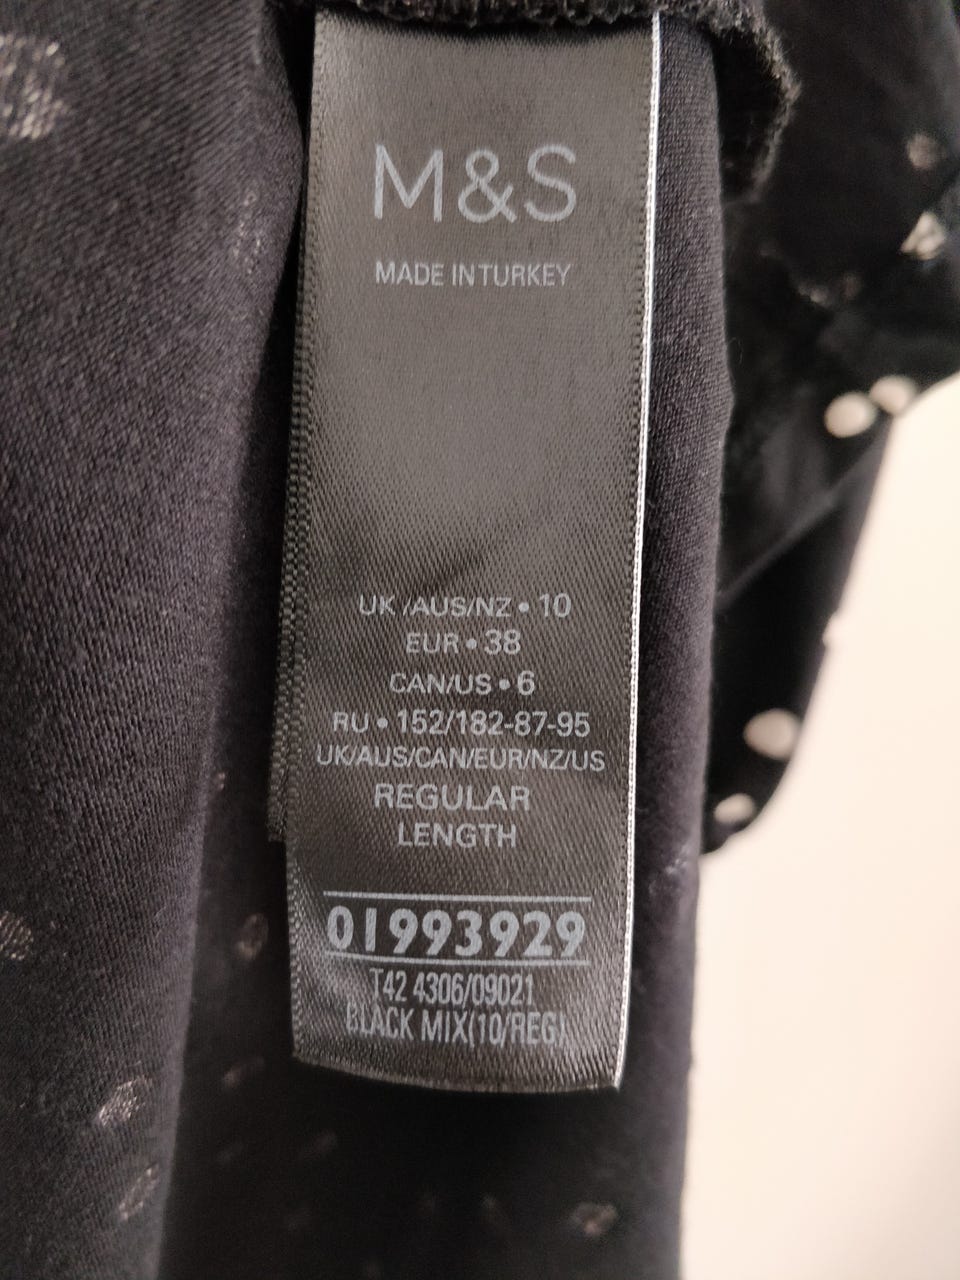 M&S
MADE IN TURKEY
UK /AUS/NZ • 10
EUR • 38
CAN/US • 6
RU • 152/182-87-95
UK/AUS/CAN/EUR/NZ/US
REGULAR
LENGTH
01993929
T42 4306/09021
BLACK MIX(10/REG)